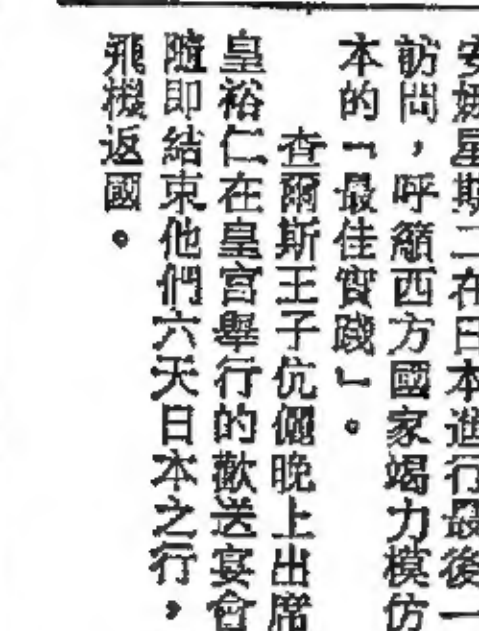 安娜星期二在日本進行最後一
訪問，呼籲西方國家竭力模仿
本的「最佳實踐」。
查爾斯王子伉儷晚上出席
皇裕仁在皇宮舉行的歡送宴會
隨即結束他們六天日本之行，
飛機返國。